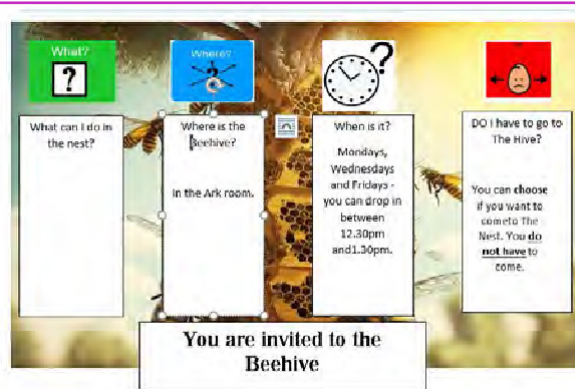 What?
?
Where?
?
What can I do in
the nest?
Where is the
Beehive?
In the Ark room.
When is it?
Mondays,
Wednesdays
and Fridays -
you can drop in
between
12.30pm
and1.30pm.
DO I have to go to
The Hive?
You can choose
if you want to
cometo The
Nest. You do
not have to
come.
You are invited to the
Beehive